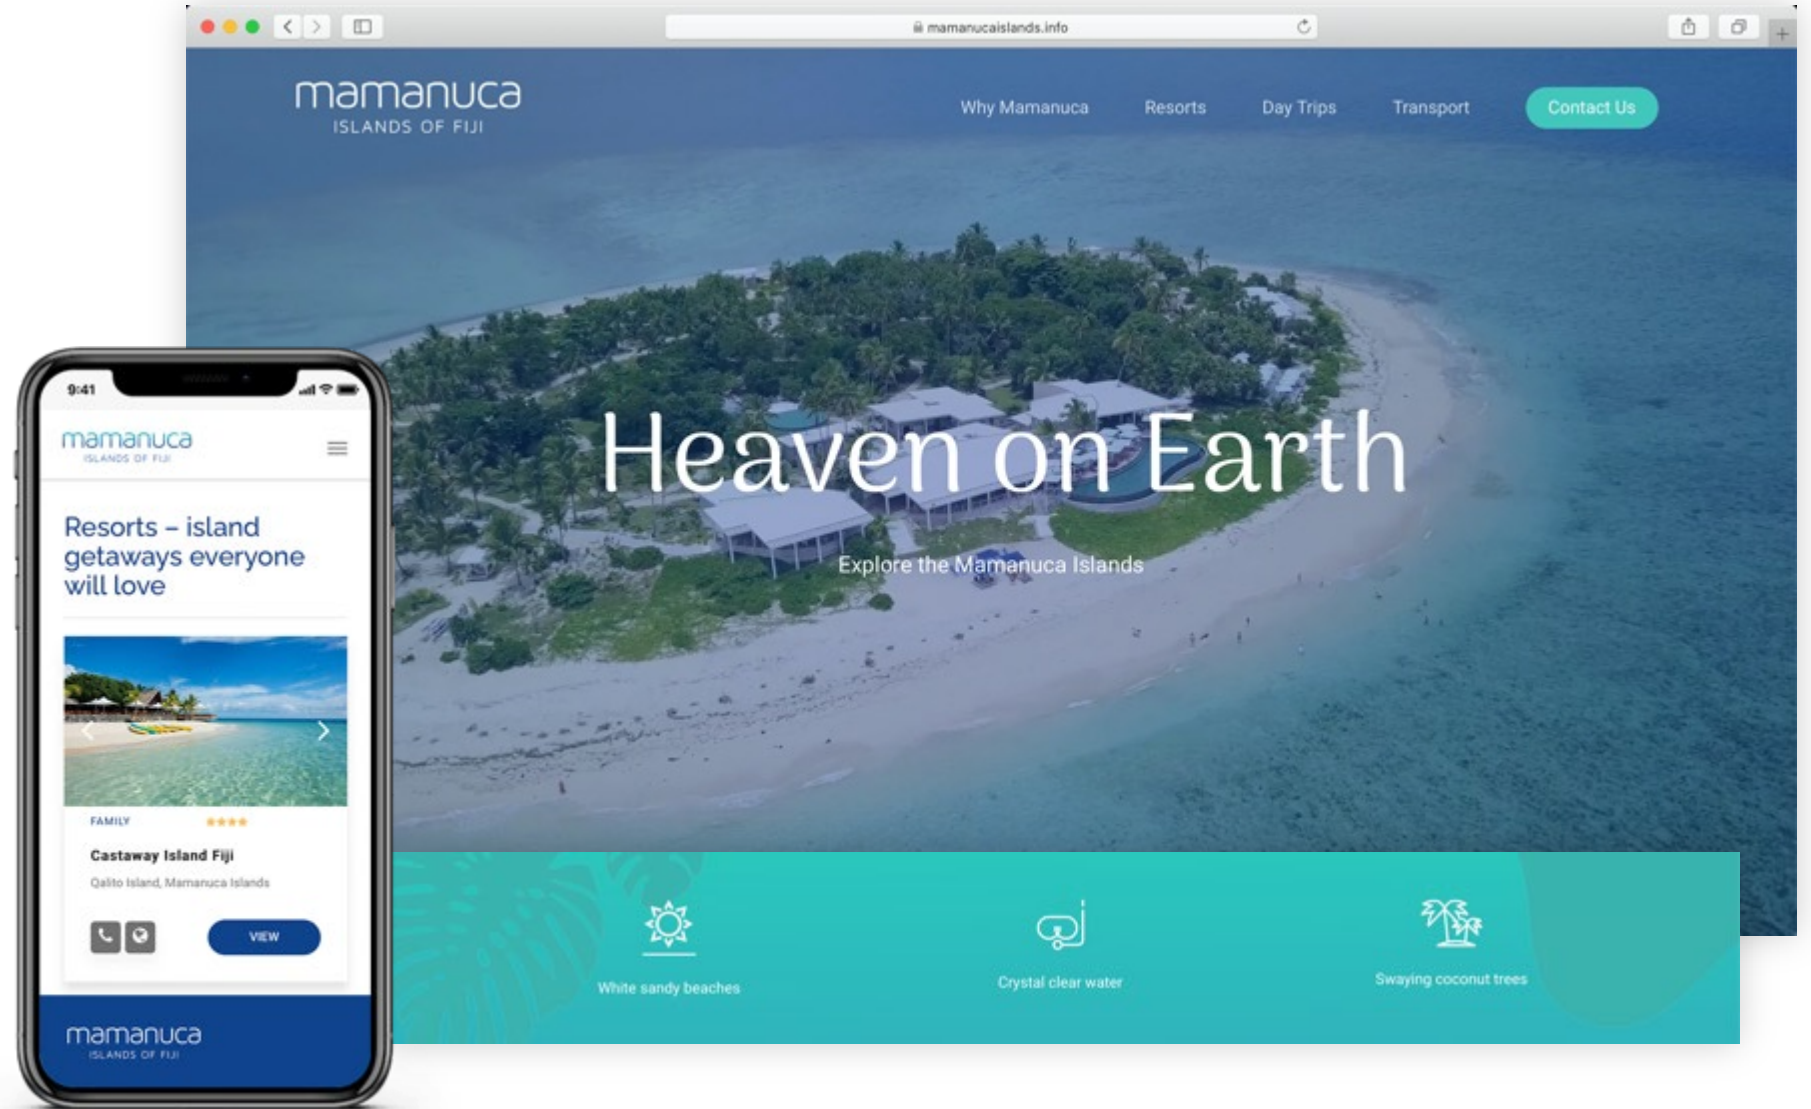 mamanucaislands.info
mamanuca
ISLANDS OF FIJI
Why Mamanuca
Resorts
Day Trips
Transport
Contact Us
Heaven on Earth
Explore the Mamanuca Islands
White sandy beaches
Crystal clear water
Swaying coconut trees
9:41
mamanuca
ISLANDS OF FIJI
Resorts – island
getaways everyone
will love
FAMILY
Castaway Island Fiji
Qalito Island, Mamanuca Islands
VIEW
mamanuca
ISLANDS OF FIJI